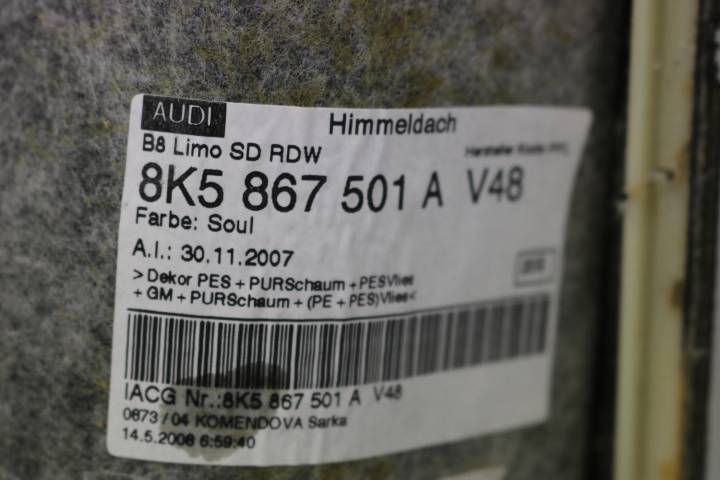 AUDI Himmeldach
B8 Limo SD RDW
8K5 867 501 A V48
Farbe: Soul
A.I.: 30.11.2007
>Dekor PES + PURSchaum + PESVlies
+ GM + PURSchaum + (PE + PES)Vlies<
IACG Nr.:8K5 867 501 A V48
0873 / 04 KOMENDOVA Sarka
14.5.2008 6:59:40